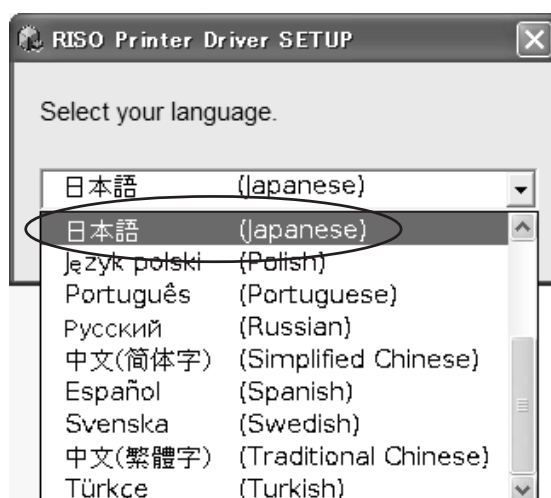 RISO Printer Driver SETUP
Select your language.
日本語 (Japanese)
日本語 (Japanese)
Język polski (Polish)
Português (Portuguese)
Русский (Russian)
中文(简体字) (Simplified Chinese)
Español (Spanish)
Svenska (Swedish)
中文(繁體字) (Traditional Chinese)
Türkçe (Turkish)